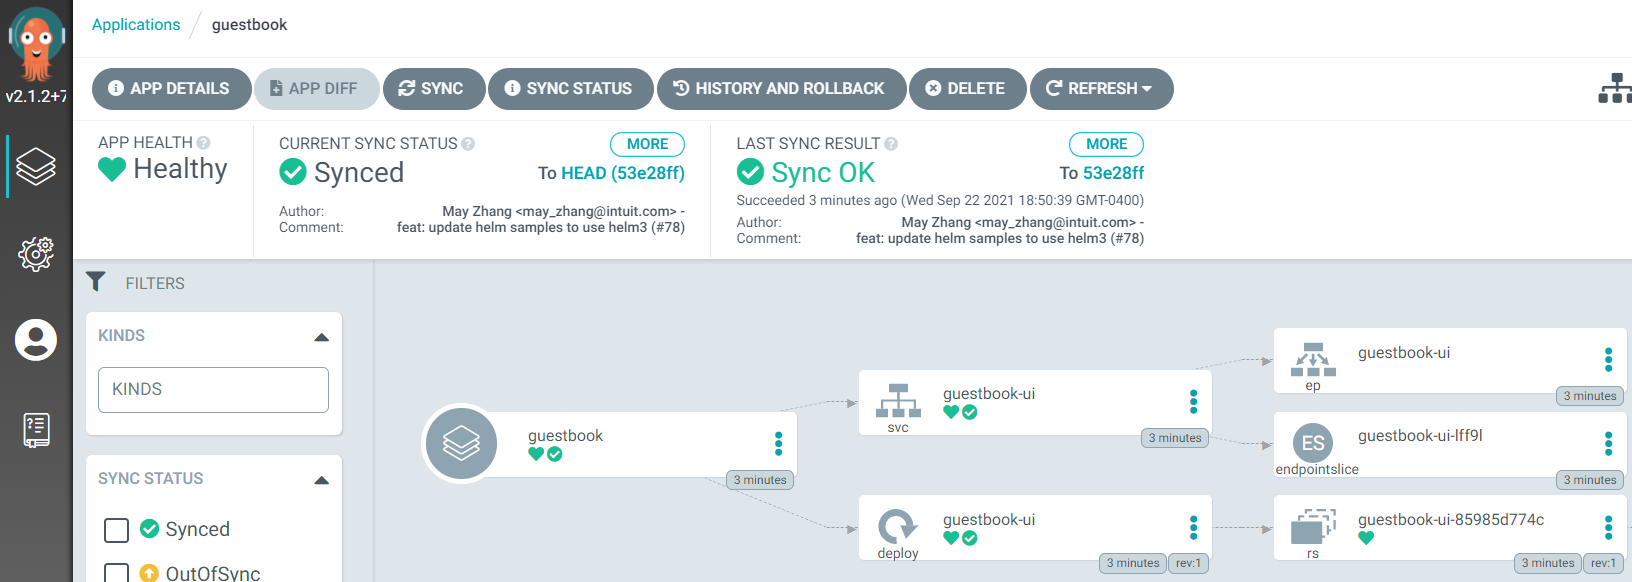 Applications / guestbook
v2.1.2+7
APP DETAILS
APP DIFF
SYNC
SYNC STATUS
HISTORY AND ROLLBACK
DELETE
REFRESH
APP HEALTH
Healthy
CURRENT SYNC STATUS
MORE
Synced
To HEAD (53e28ff)
Author: May Zhang <may_zhang@intuit.com> -
Comment: feat: update helm samples to use helm3 (#78)
LAST SYNC RESULT
MORE
Sync OK
To 53e28ff
Succeeded 3 minutes ago (Wed Sep 22 2021 18:50:39 GMT-0400)
Author: May Zhang <may_zhang@intuit.com> -
Comment: feat: update helm samples to use helm3 (#78)
FILTERS
KINDS
KINDS
SYNC STATUS
Synced
OutOfSync
guestbook
3 minutes
svc
guestbook-ui
3 minutes
deploy
guestbook-ui
3 minutes
rev:1
ep
guestbook-ui
3 minutes
ES
endpointslice
guestbook-ui-lff9l
3 minutes
rs
guestbook-ui-85985d774c
3 minutes
rev:1